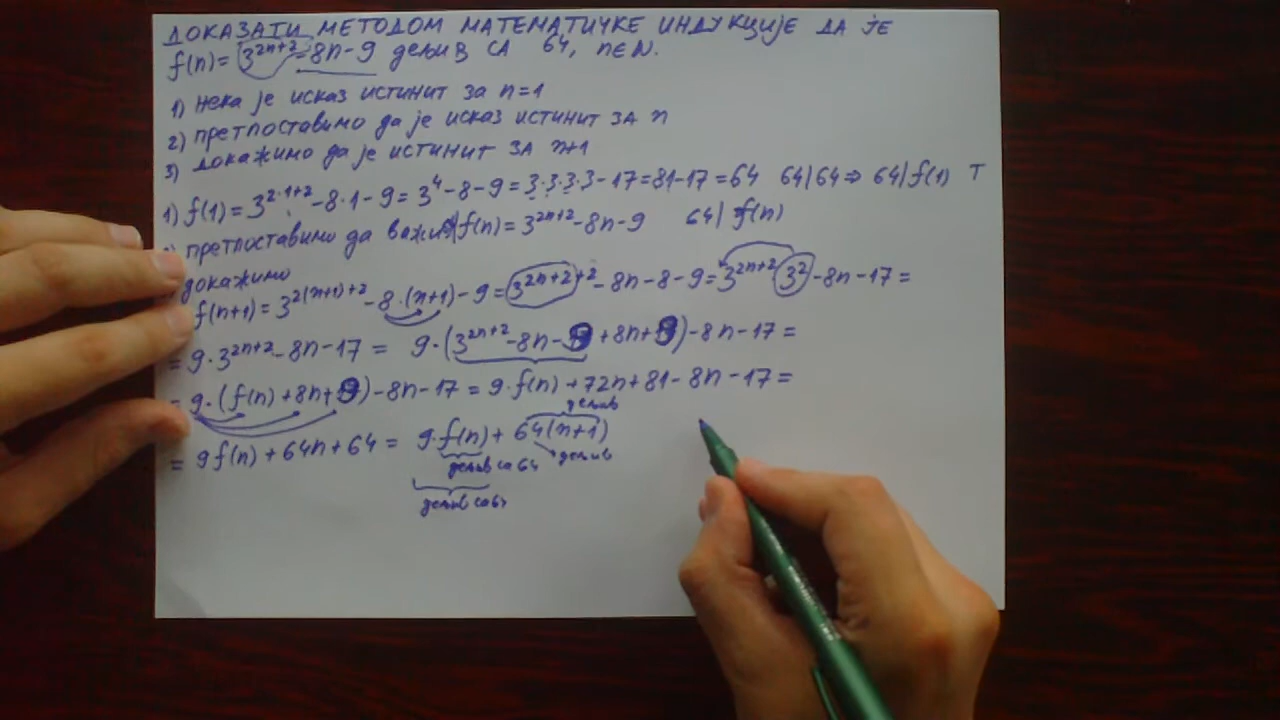 ДОКАЗАТИ МЕТОДОМ МАТЕМАТИЧКЕ ИНДУКЦИЈЕ ДА ЈЕ
f(n)=3^{2n+2}-8n-9 дељив СА 64, n∈N.
1) нека је исказ истинит за n=1
2) претпоставимо да је исказ истинит ЗА n
3) докажимо да је истинит ЗА n+1
1) f(1)=3^{2·1+2}-8·1-9=3^4-8-9=3·3·3·3-17=81-17=64 64|64⇒64|f(1) T
претпоставимо да важи f(n)=3^{2n+2}-8n-9 64|f(n)
докажимо
f(n+1)=3^{2(n+1)+2}-8·(n+1)-9=3^{2n+2+2}-8n-8-9=3^{2n+2}·3^2-8n-17=
=9·3^{2n+2}-8n-17= 9·(3^{2n+2}-8n-9+8n+9)-8n-17=
=9·(f(n)+8n+9)-8n-17=9·f(n)+72n+81-8n-17=
дељив
=9f(n)+64n+64= 9·f(n)+64(n+1)
дељив са 64 дељив
дељив са 64